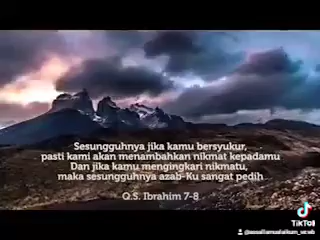 Sesungguhnya jika kamu bersyukur,
pasti kami akan menambahkan nikmat kepadamu
Dan jika kamu mengingkari nikmatu,
maka sesungguhnya azab-Ku sangat pedih
Q.S. Ibrahim 7-8
TikTok